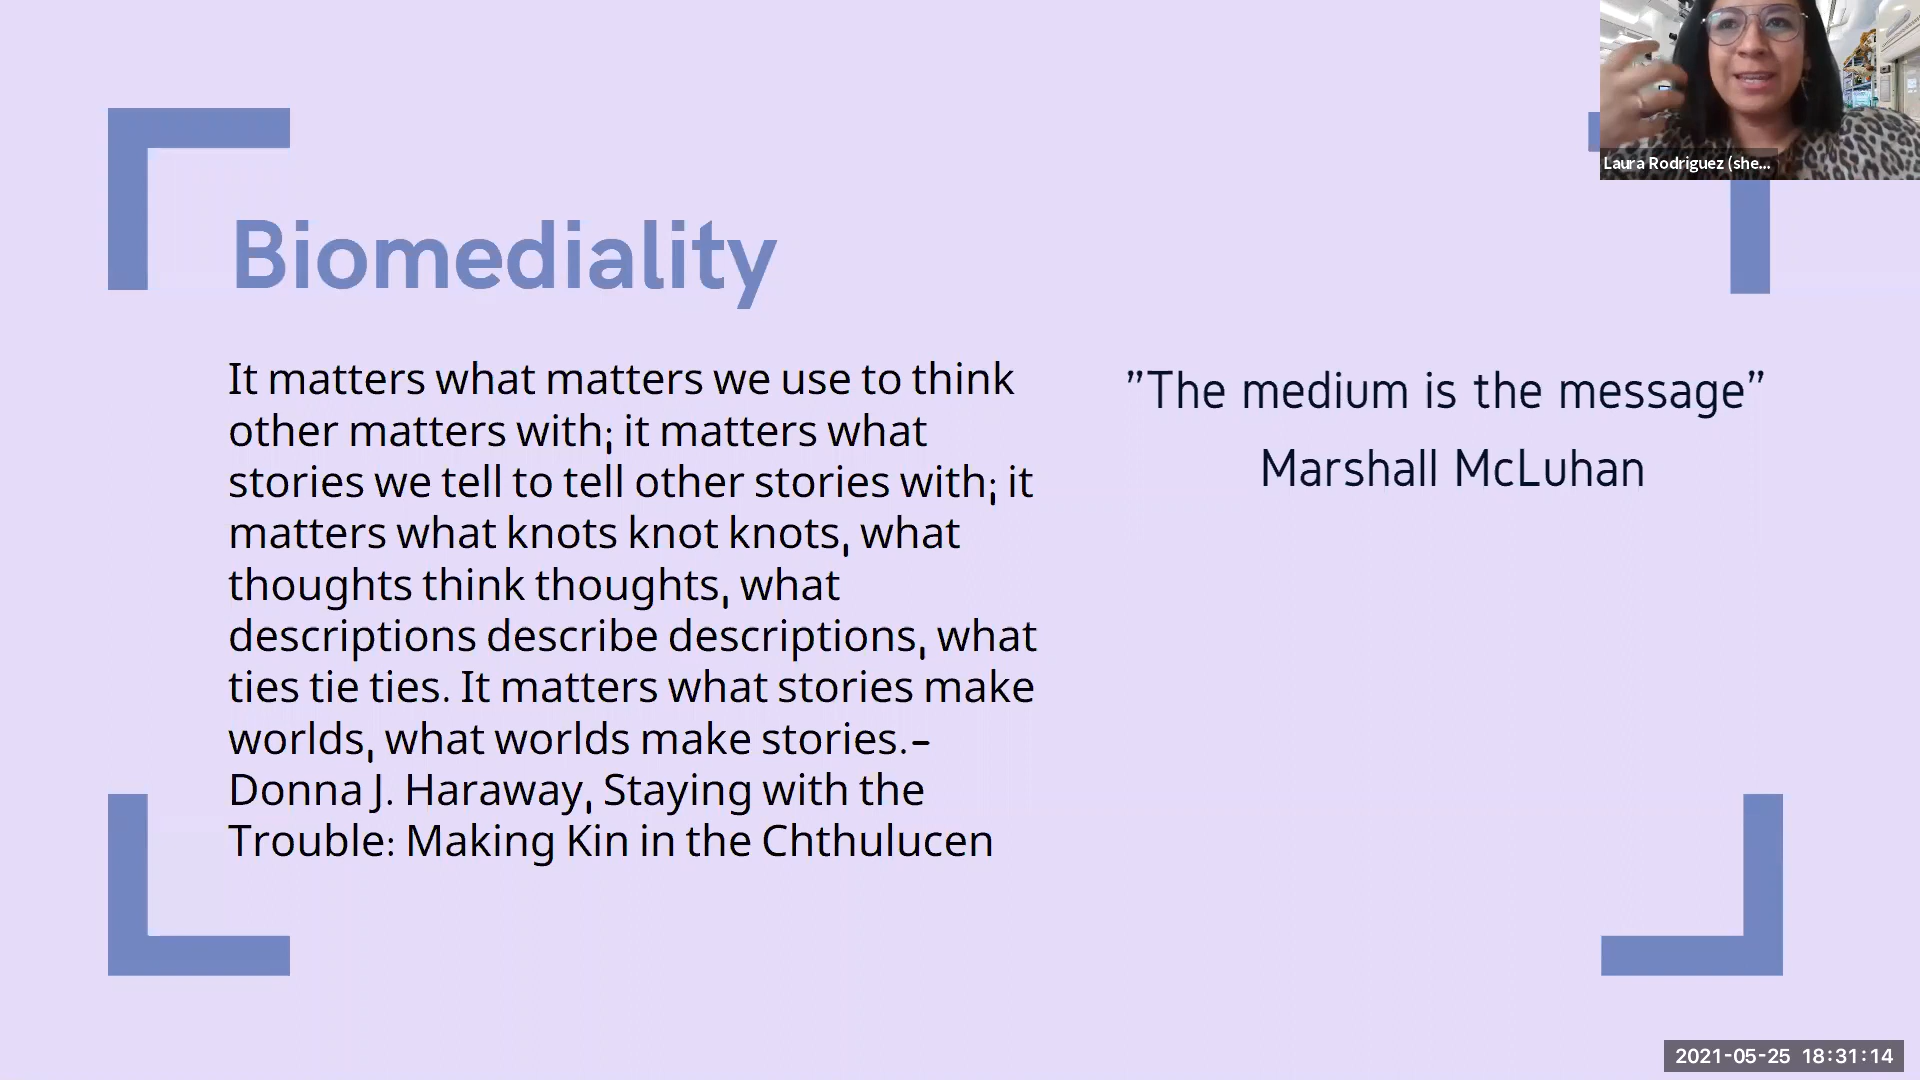 Laura Rodriguez (she...
Biomediality
It matters what matters we use to think
other matters with; it matters what
stories we tell to tell other stories with; it
matters what knots knot knots, what
thoughts think thoughts, what
descriptions describe descriptions, what
ties tie ties. It matters what stories make
worlds, what worlds make stories.–
Donna J. Haraway, Staying with the
Trouble: Making Kin in the Chthulucen
”The medium is the message”
Marshall McLuhan
2021-05-25 18:31:14